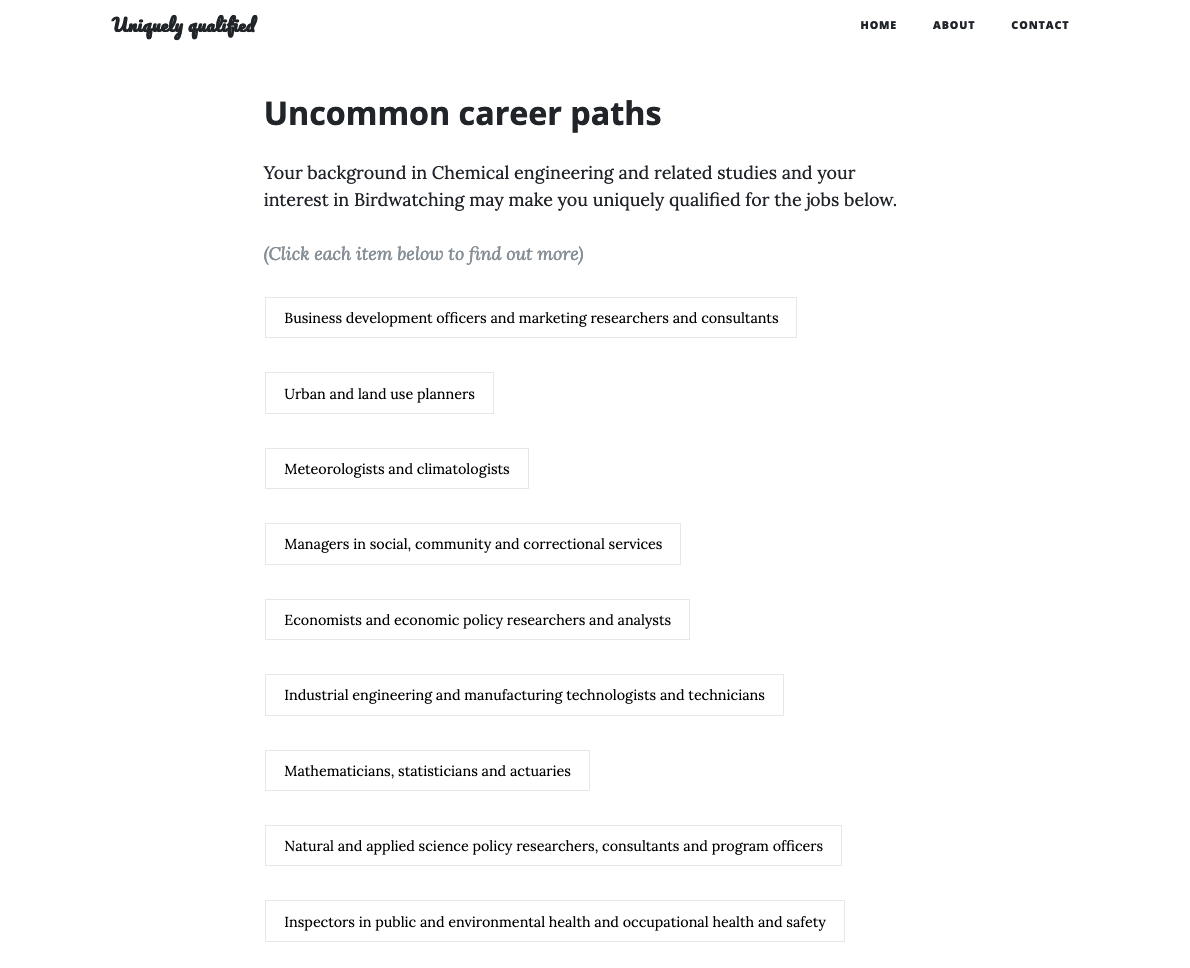 Uniquely qualified
HOME ABOUT CONTACT
Uncommon career paths
Your background in Chemical engineering and related studies and your
interest in Birdwatching may make you uniquely qualified for the jobs below.
(Click each item below to find out more)
Business development officers and marketing researchers and consultants
Urban and land use planners
Meteorologists and climatologists
Managers in social, community and correctional services
Economists and economic policy researchers and analysts
Industrial engineering and manufacturing technologists and technicians
Mathematicians, statisticians and actuaries
Natural and applied science policy researchers, consultants and program officers
Inspectors in public and environmental health and occupational health and safety